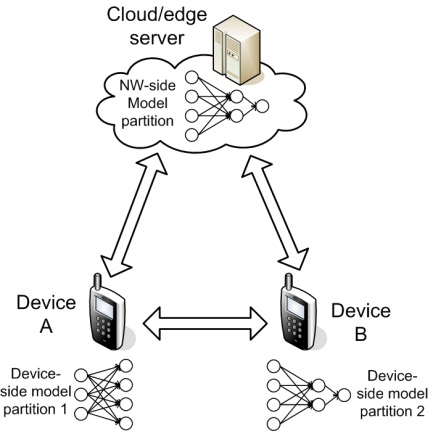 Cloud/edge
server
NW-side
Model
partition
Device
A
Device
B
Device-
side model
partition 1
Device-
side model
partition 2